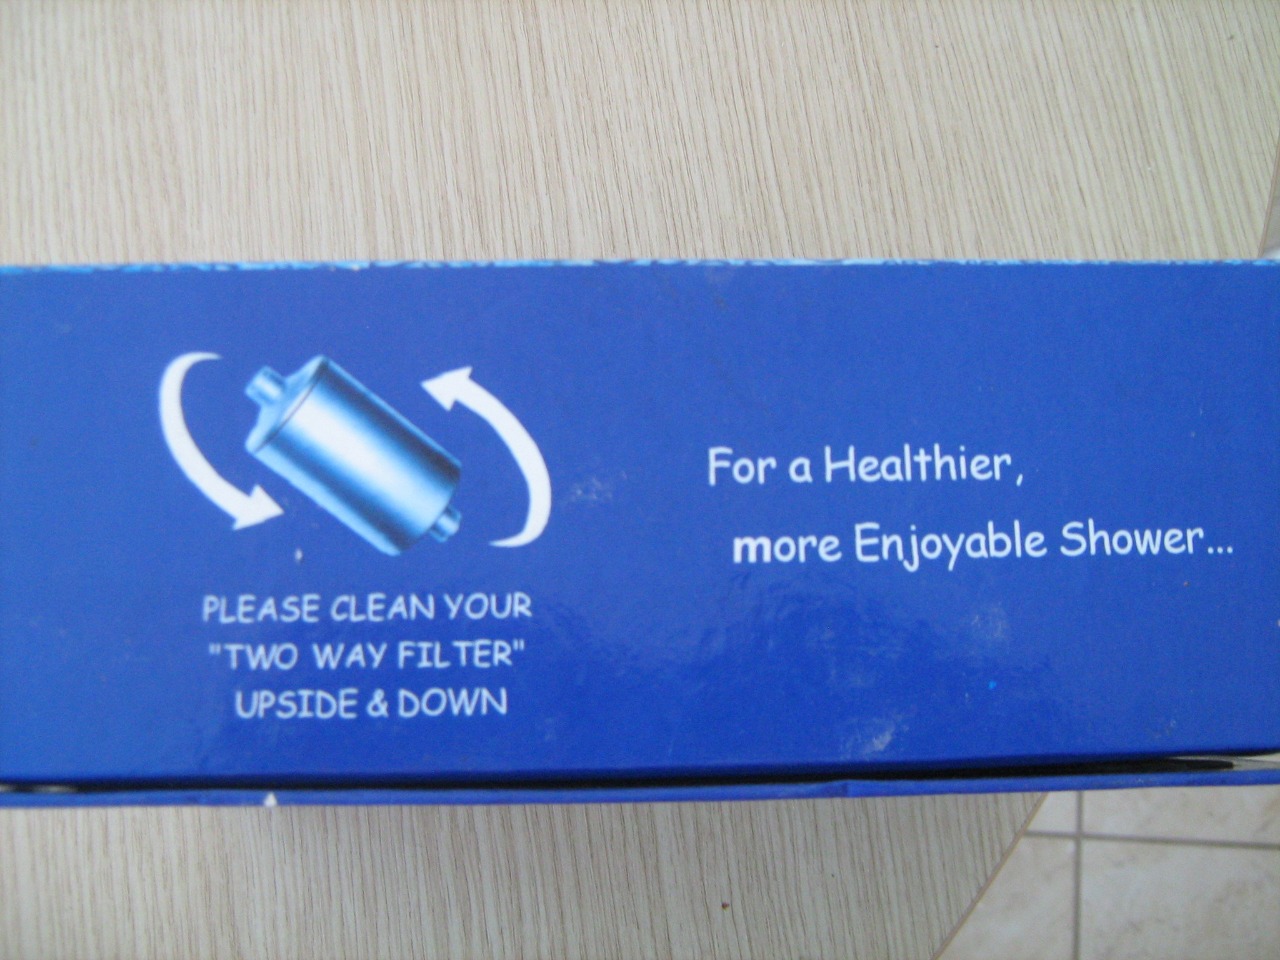 PLEASE CLEAN YOUR
"TWO WAY FILTER"
UPSIDE & DOWN
For a Healthier,
more Enjoyable Shower...